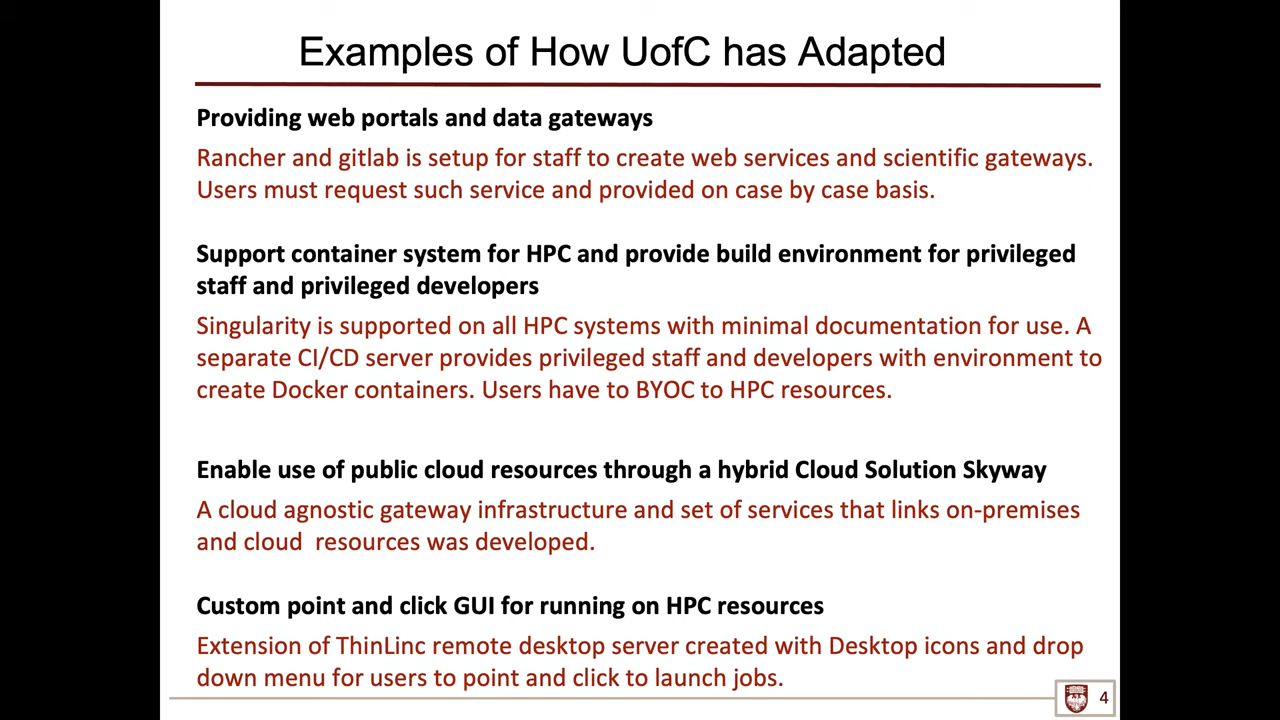 Examples of How UofC has Adapted
Providing web portals and data gateways
Rancher and gitlab is setup for staff to create web services and scientific gateways.
Users must request such service and provided on case by case basis.
Support container system for HPC and provide build environment for privileged
staff and privileged developers
Singularity is supported on all HPC systems with minimal documentation for use. A
separate CI/CD server provides privileged staff and developers with environment to
create Docker containers. Users have to BYOC to HPC resources.
Enable use of public cloud resources through a hybrid Cloud Solution Skyway
A cloud agnostic gateway infrastructure and set of services that links on-premises
and cloud  resources was developed.
Custom point and click GUI for running on HPC resources
Extension of ThinLinc remote desktop server created with Desktop icons and drop
down menu for users to point and click to launch jobs.
4